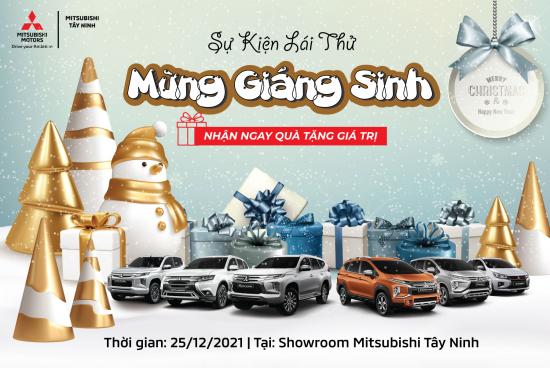 MITSUBISHI
MOTORS
Drive your Ambition
MITSUBISHI
TÂY NINH
Sự Kiện Lái Thử
Mừng Giáng Sinh
NHẬN NGAY QUÀ TẶNG GIÁ TRỊ
MERRY
CHRISTMAS
&
Happy New Year
Thời gian: 25/12/2021 | Tại: Showroom Mitsubishi Tây Ninh